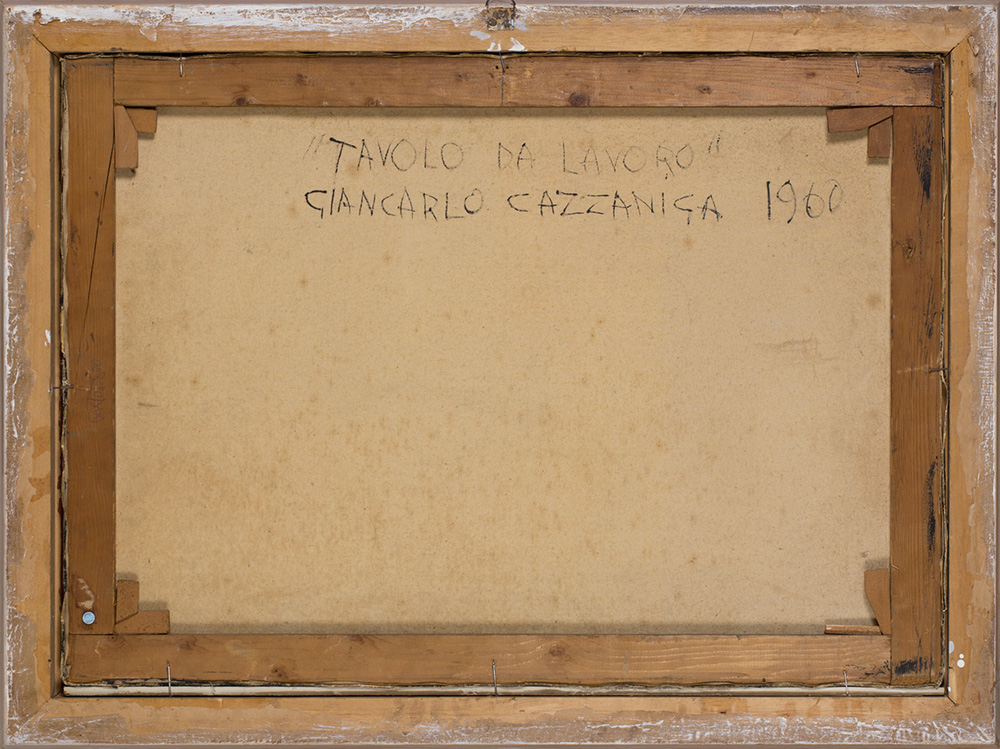 "TAVOLO DA LAVORO"
GIANCARLO CAZZANIGA 1960